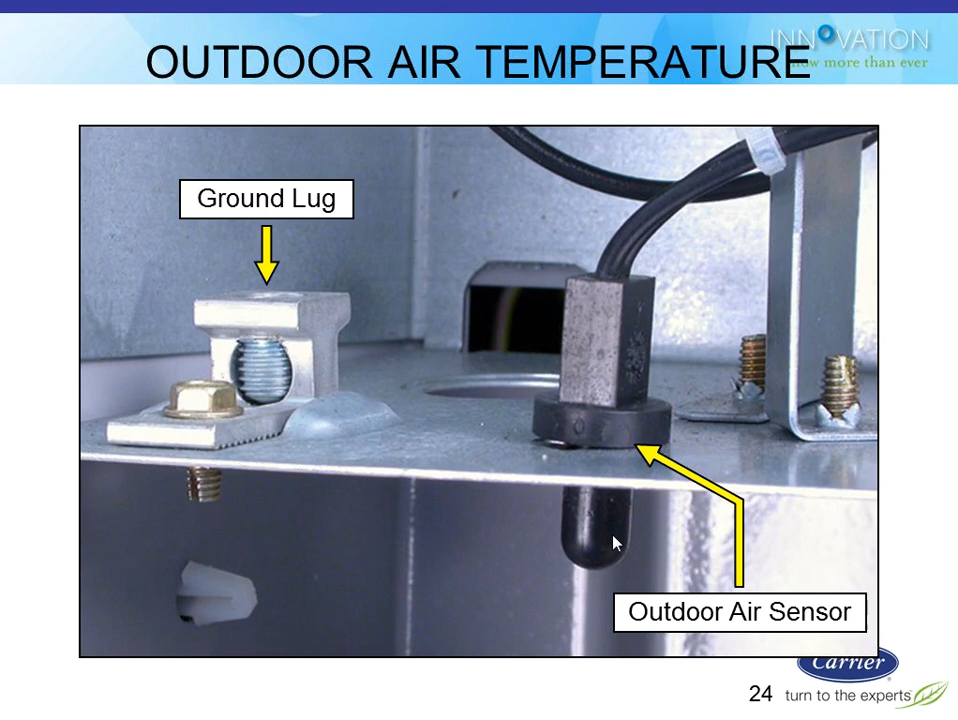 INNOVATION
now more than ever
OUTDOOR AIR TEMPERATURE
Ground Lug
Outdoor Air Sensor
Carrier
24 turn to the experts